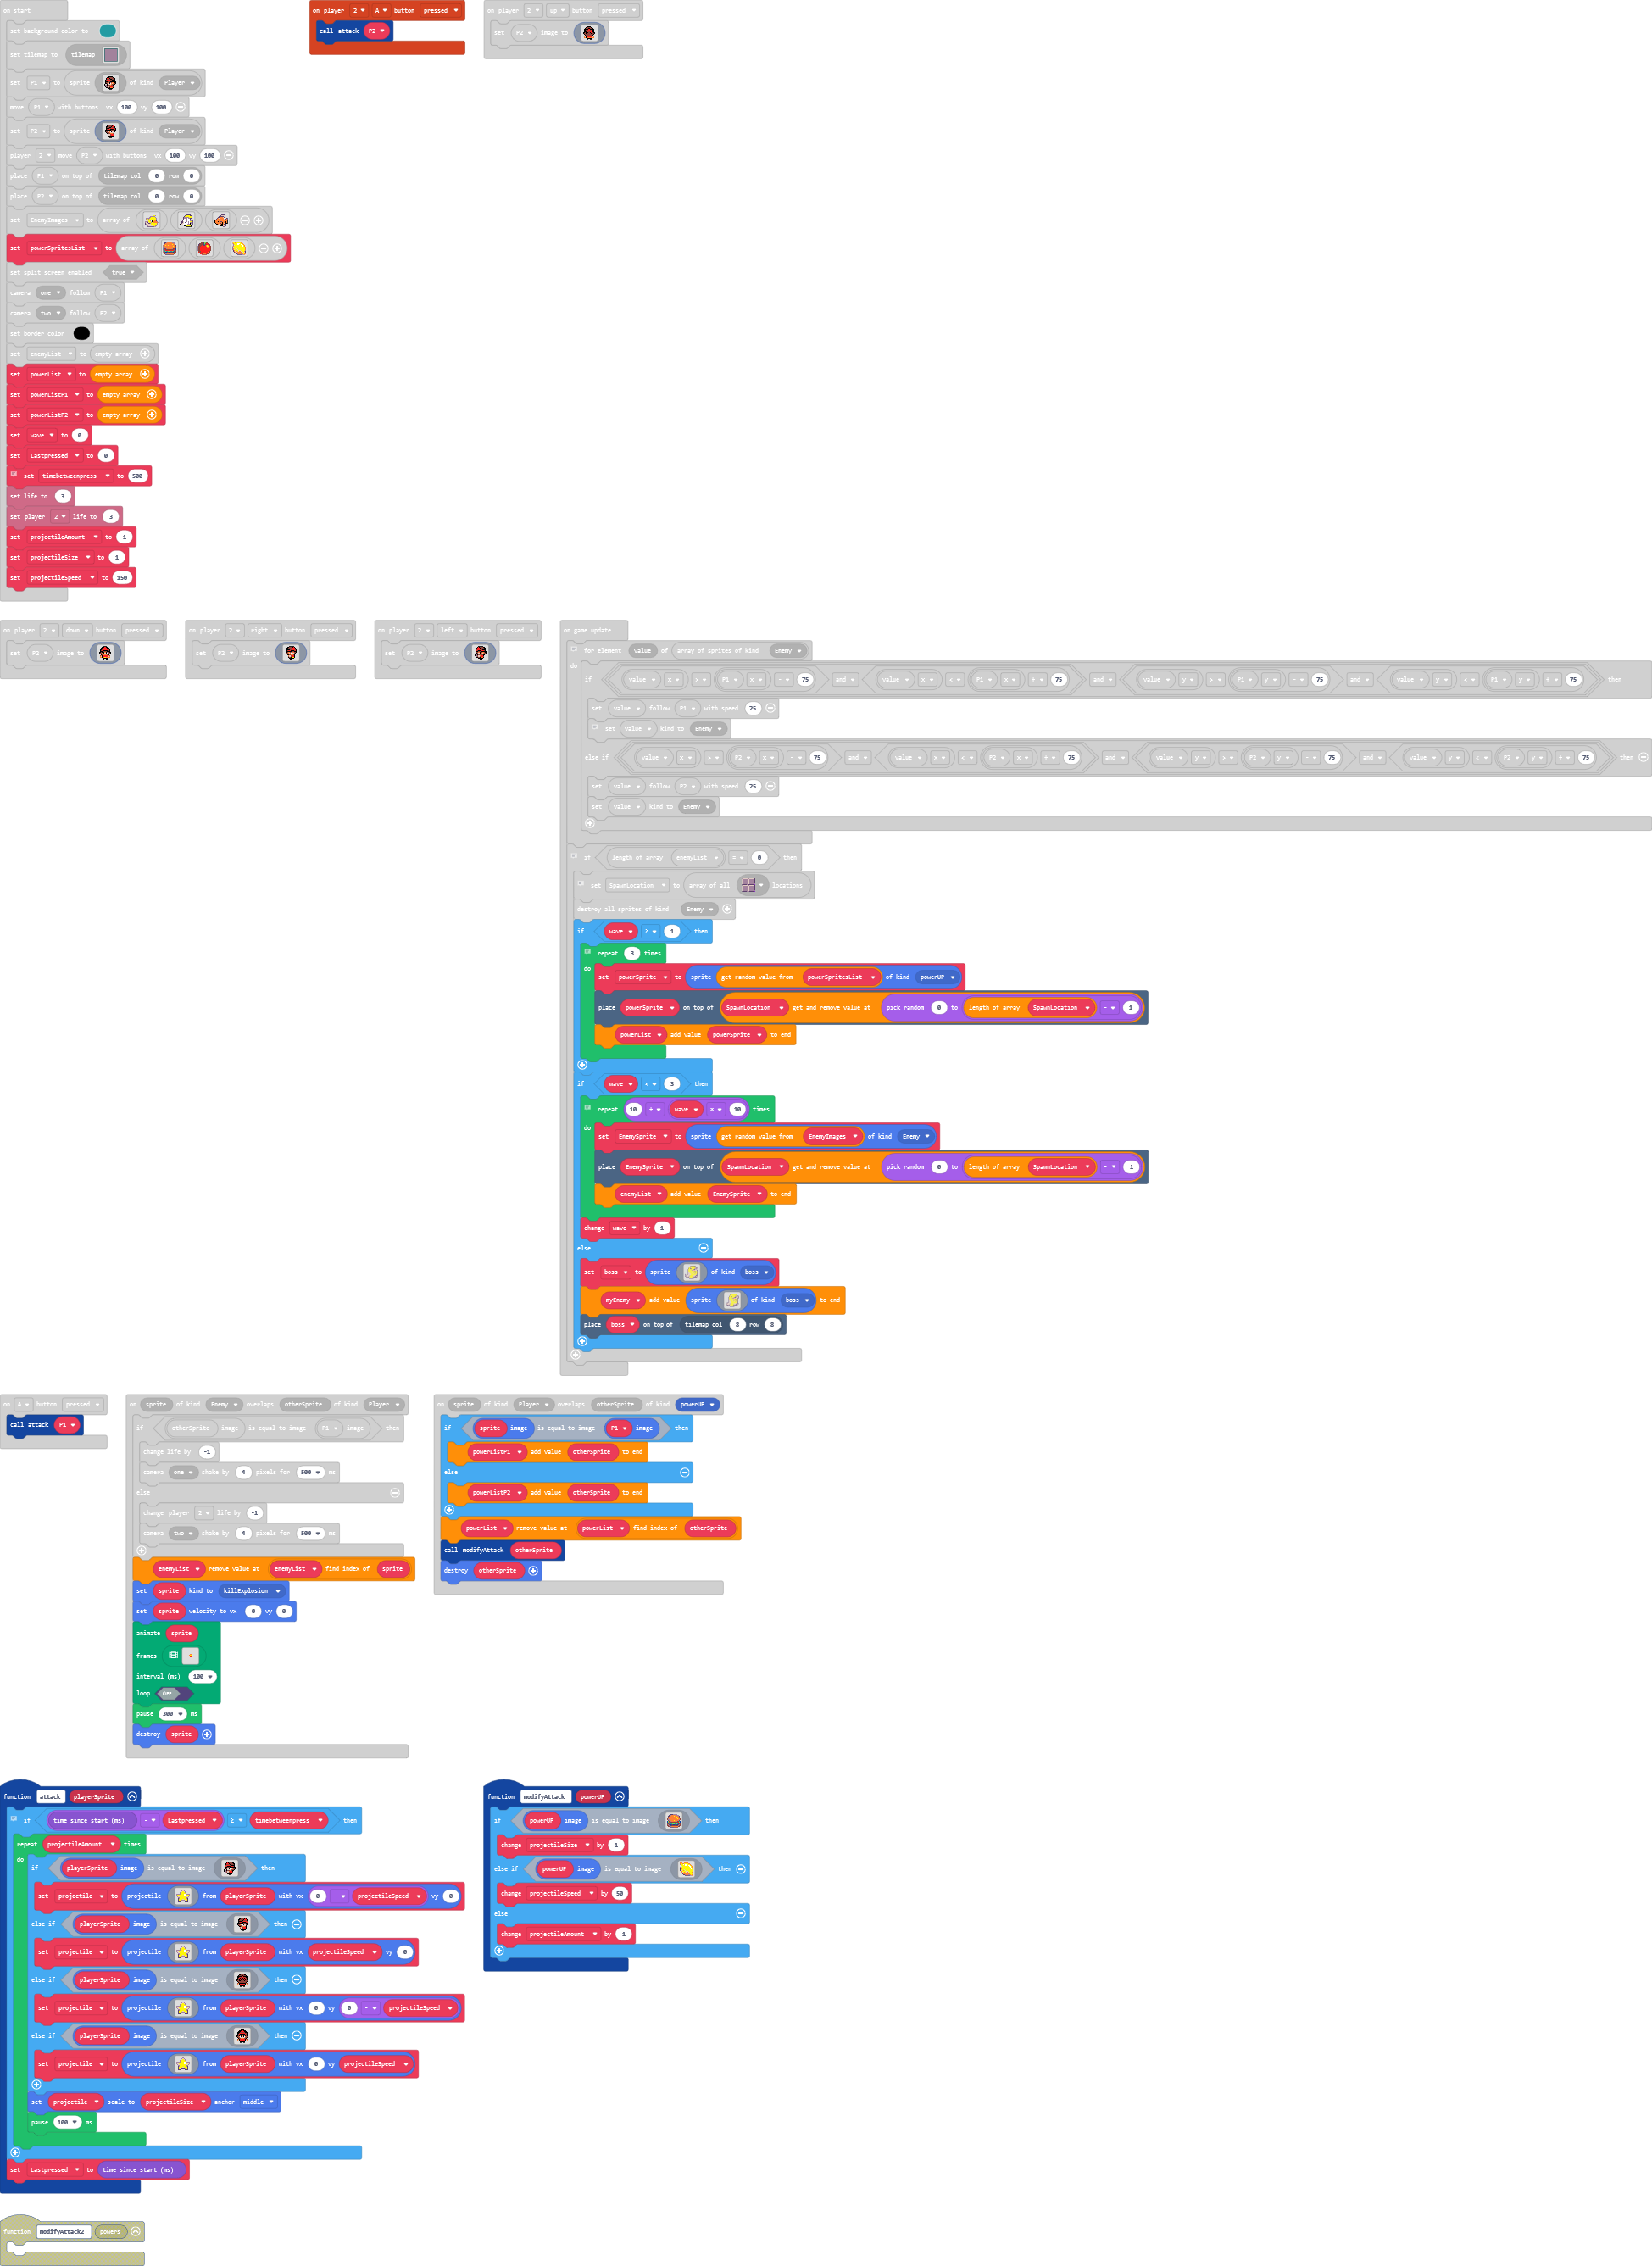 on start
set background color to
set tilemap to tilemap
set P1 to sprite of kind Player
move P1 with buttons vx 100 vy 100
set P2 to sprite of kind Player
player 2 move P2 with buttons vx 100 vy 100
place P1 on top of tilemap col 0 row 0
place P2 on top of tilemap col 0 row 0
set EnemyImages to array of
set powerSpritesList to array of
set split screen enabled true
camera one follow P1
camera two follow P2
set border color
set enemyList to empty array
set powerList to empty array
set powerListP1 to empty array
set powerListP2 to empty array
set wave to 0
set Lastpressed to 0
set timebetweenpress to 500
set life to 3
set player 2 life to 3
set projectileAmount to 1
set projectileSize to 1
set projectileSpeed to 150
on player 2 A button pressed
call attack P2
on player 2 up button pressed
set P2 image to
on player 2 down button pressed
set P2 image to
on player 2 right button pressed
set P2 image to
on player 2 left button pressed
set P2 image to
on game update
for element value of array of sprites of kind Enemy
do
if value x > P1 x - 75 and value x < P1 x + 75 and value y > P1 y - 75 and value y < P1 y + 75 then
set value follow P1 with speed 25
set value kind to Enemy
else if value x > P2 x - 75 and value x < P2 x + 75 and value y > P2 y - 75 and value y < P2 y + 75 then
set value follow P2 with speed 25
set value kind to Enemy
if length of array enemyList = 0 then
set SpawnLocation to array of all locations
destroy all sprites of kind Enemy
if wave ≥ 1 then
repeat 3 times
do
set powerSprite to sprite get random value from powerSpritesList of kind powerUP
place powerSprite on top of SpawnLocation get and remove value at pick random 0 to length of array SpawnLocation - 1
powerList add value powerSprite to end
if wave < 3 then
repeat 10 + wave × 10 times
do
set EnemySprite to sprite get random value from EnemyImages of kind Enemy
place EnemySprite on top of SpawnLocation get and remove value at pick random 0 to length of array SpawnLocation - 1
enemyList add value EnemySprite to end
change wave by 1
else
set boss to sprite of kind boss
myEnemy add value sprite of kind boss to end
place boss on top of tilemap col 8 row 8
on A button pressed
call attack P1
on sprite of kind Enemy overlaps otherSprite of kind Player
if otherSprite image is equal to image P1 image then
change life by -1
camera one shake by 4 pixels for 500 ms
else
change player 2 life by -1
camera two shake by 4 pixels for 500 ms
enemyList remove value at enemyList find index of sprite
set sprite kind to killExplosion
set sprite velocity to vx 0 vy 0
animate sprite
frames
interval (ms) 100
loop OFF
pause 300 ms
destroy sprite
on sprite of kind Player overlaps otherSprite of kind powerUP
if sprite image is equal to image P1 image then
powerListP1 add value otherSprite to end
else
powerListP2 add value otherSprite to end
powerList remove value at powerList find index of otherSprite
call modifyAttack otherSprite
destroy otherSprite
function attack playerSprite
if time since start (ms) - Lastpressed ≥ timebetweenpress then
repeat projectileAmount times
do
if playerSprite image is equal to image then
set projectile to projectile from playerSprite with vx 0 - projectileSpeed vy 0
else if playerSprite image is equal to image then
set projectile to projectile from playerSprite with vx projectileSpeed vy 0
else if playerSprite image is equal to image then
set projectile to projectile from playerSprite with vx 0 vy 0 - projectileSpeed
else if playerSprite image is equal to image then
set projectile to projectile from playerSprite with vx 0 vy projectileSpeed
set projectile scale to projectileSize anchor middle
pause 100 ms
set Lastpressed to time since start (ms)
function modifyAttack powerUP
if powerUP image is equal to image then
change projectileSize by 1
else if powerUP image is equal to image then
change projectileSpeed by 50
else
change projectileAmount by 1
function modifyAttack2 powers